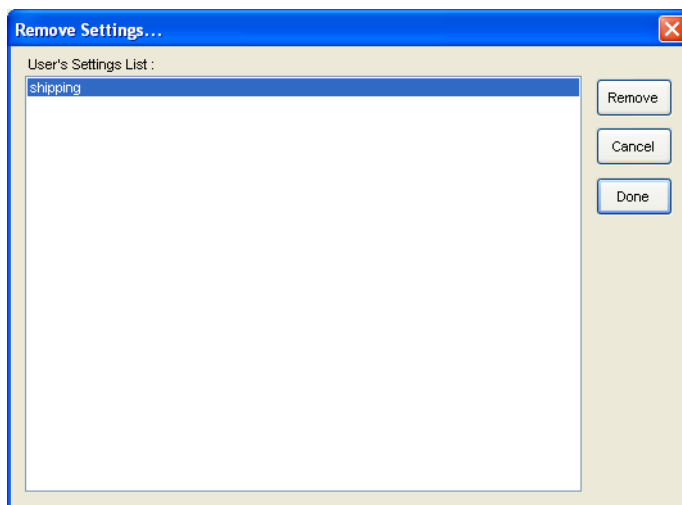 Remove Settings...
User's Settings List :
shipping
Remove
Cancel
Done